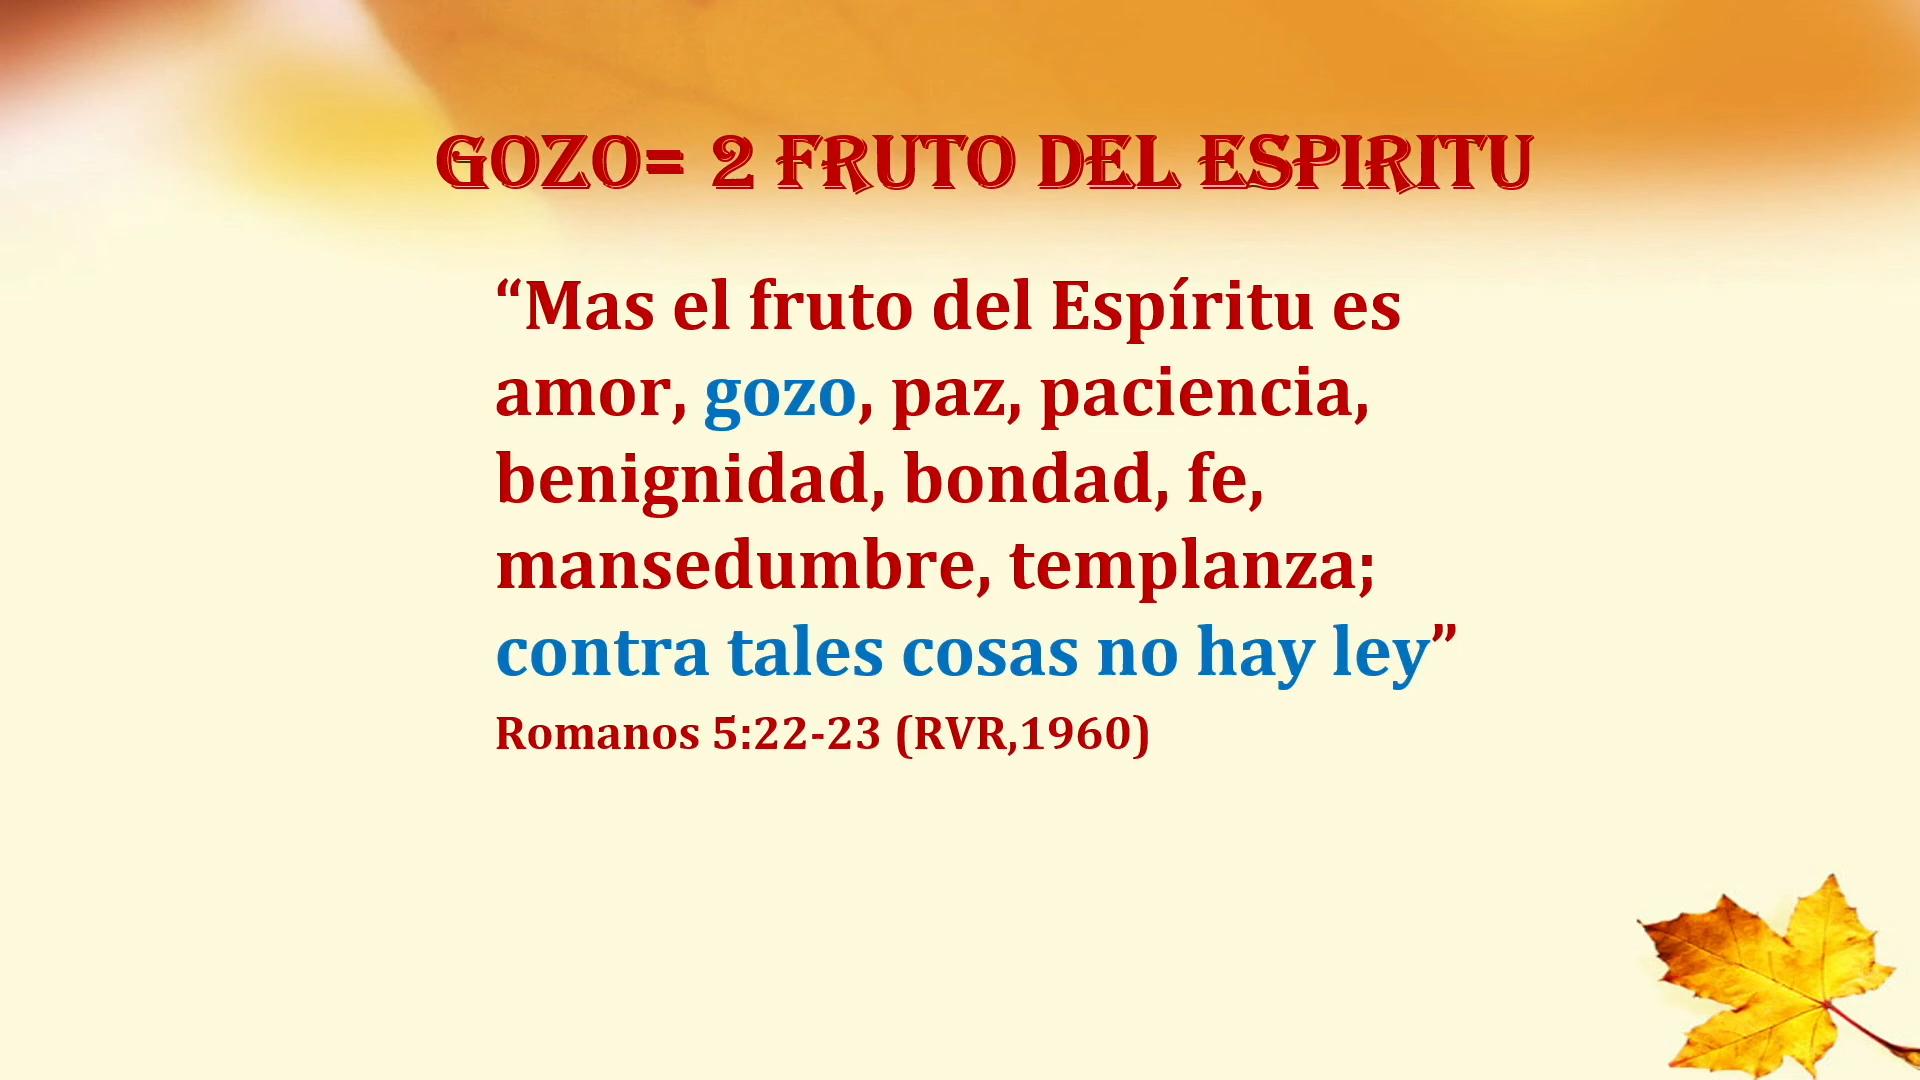 GOZO= 2 FRUTO DEL ESPIRITU
“Mas el fruto del Espíritu es
amor, gozo, paz, paciencia,
benignidad, bondad, fe,
mansedumbre, templanza;
contra tales cosas no hay ley”
Romanos 5:22-23 (RVR,1960)